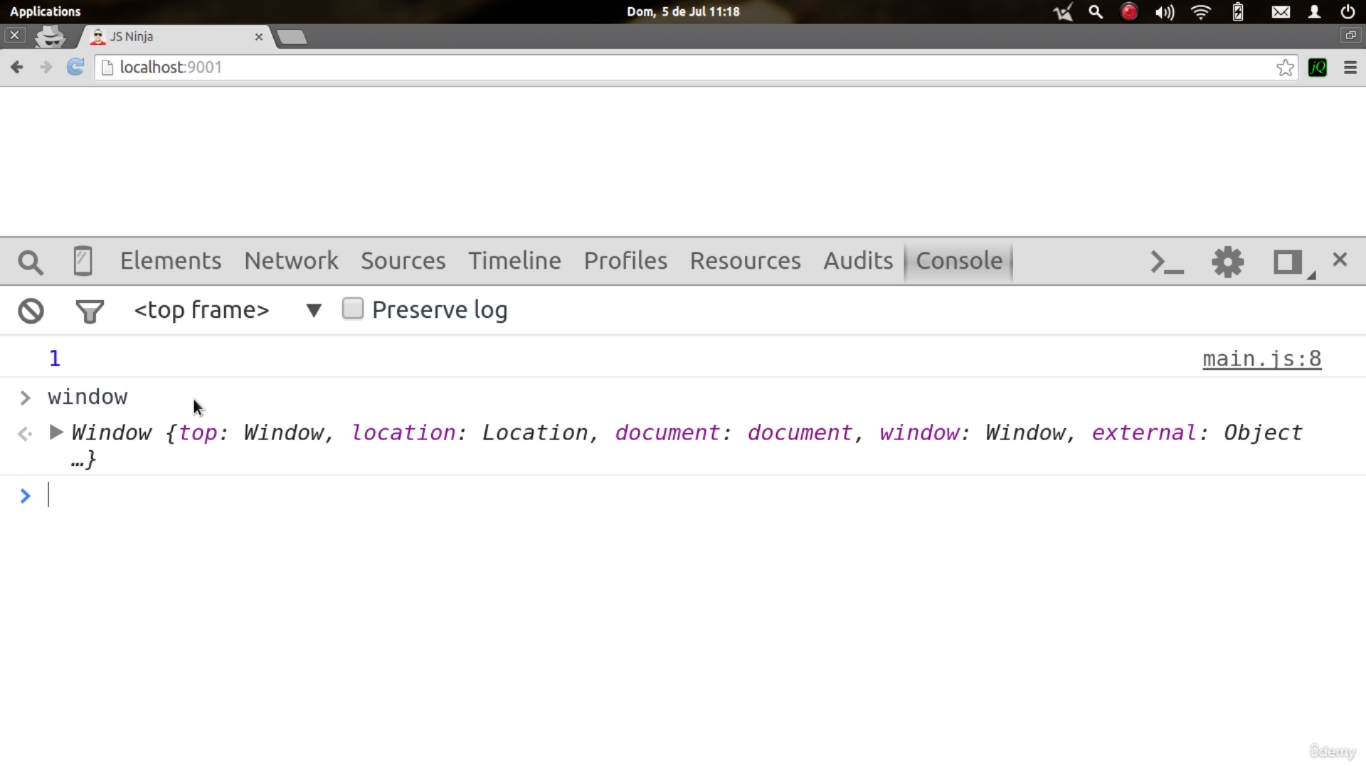 Applications Dom, 5 de Jul 11:18
JS Ninja
localhost:9001 jQ
Elements Network Sources Timeline Profiles Resources Audits Console
<top frame> ▼ Preserve log
1 main.js:8
> window
Window {top: Window, location: Location, document: document, window: Window, external: Object
…}
>
ûdemy